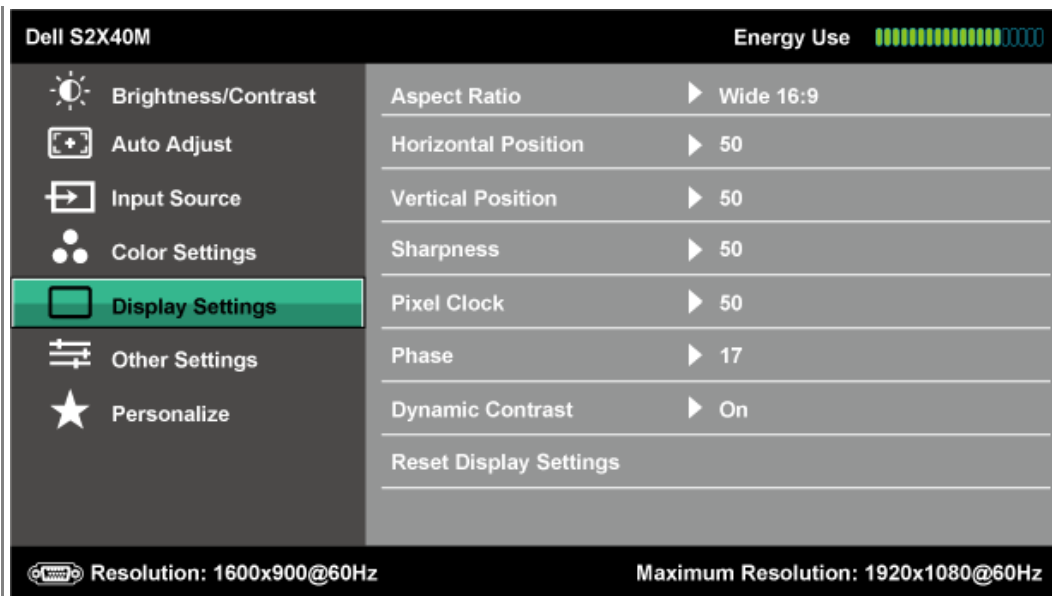 Dell S2X40M Energy Use
Brightness/Contrast
Auto Adjust
Input Source
Color Settings
Display Settings
Other Settings
Personalize
Aspect Ratio Wide 16:9
Horizontal Position 50
Vertical Position 50
Sharpness 50
Pixel Clock 50
Phase 17
Dynamic Contrast On
Reset Display Settings
Resolution: 1600x900@60Hz Maximum Resolution: 1920x1080@60Hz